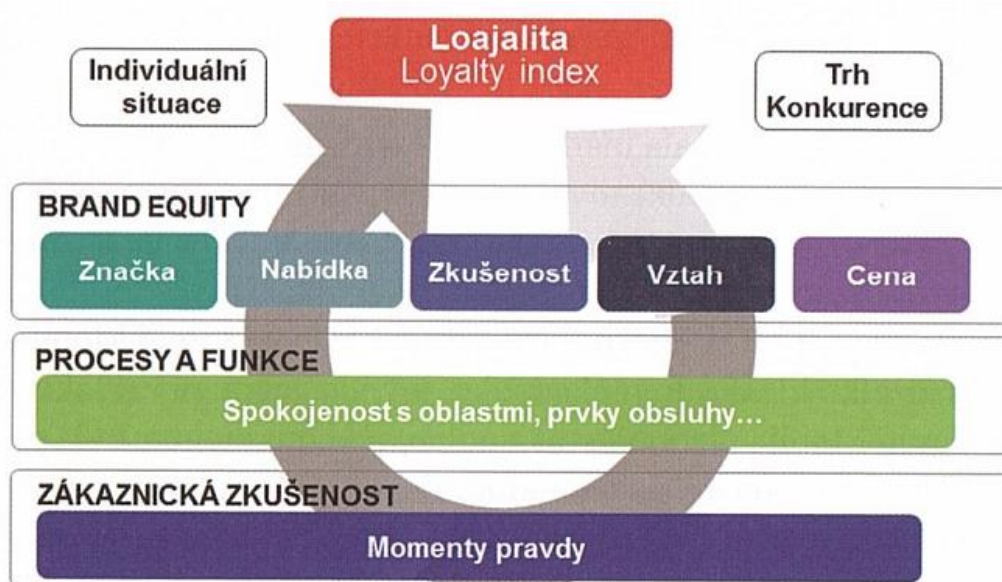 Loajalita
Loyalty index
Individuální
situace
Trh
Konkurence
BRAND EQUITY
Značka
Nabídka
Zkušenost
Vztah
Cena
PROCESY A FUNKCE
Spokojenost s oblastmi, prvky obsluhy...
ZÁKAZNICKÁ ZKUŠENOST
Momenty pravdy